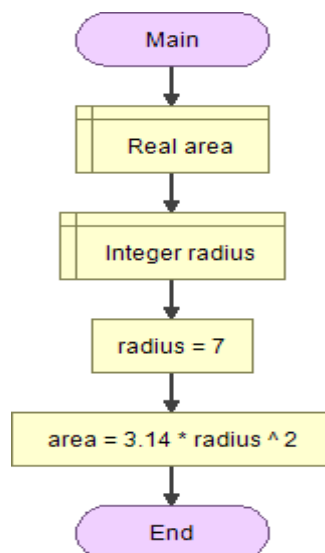 Main
Real area
Integer radius
radius = 7
area = 3.14 * radius ^ 2
End